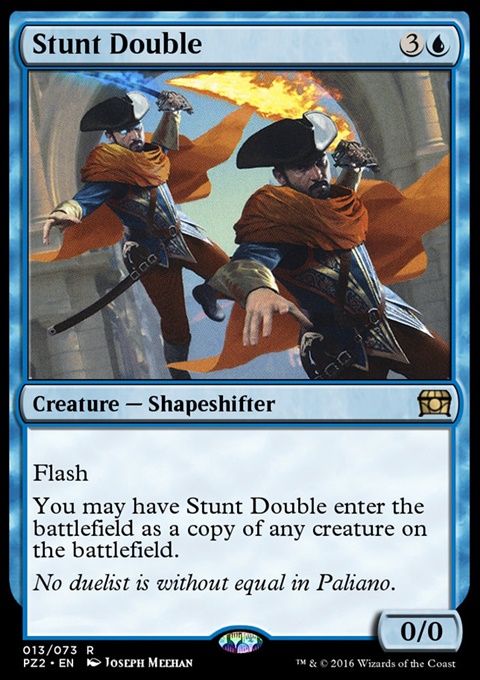 Stunt Double 3
Creature — Shapeshifter
Flash
You may have Stunt Double enter the
battlefield as a copy of any creature on
the battlefield.
No duelist is without equal in Paliano.
0/0
013/073 R
PZ2 • EN Joseph Meehan
™ & © 2016 Wizards of the Coast